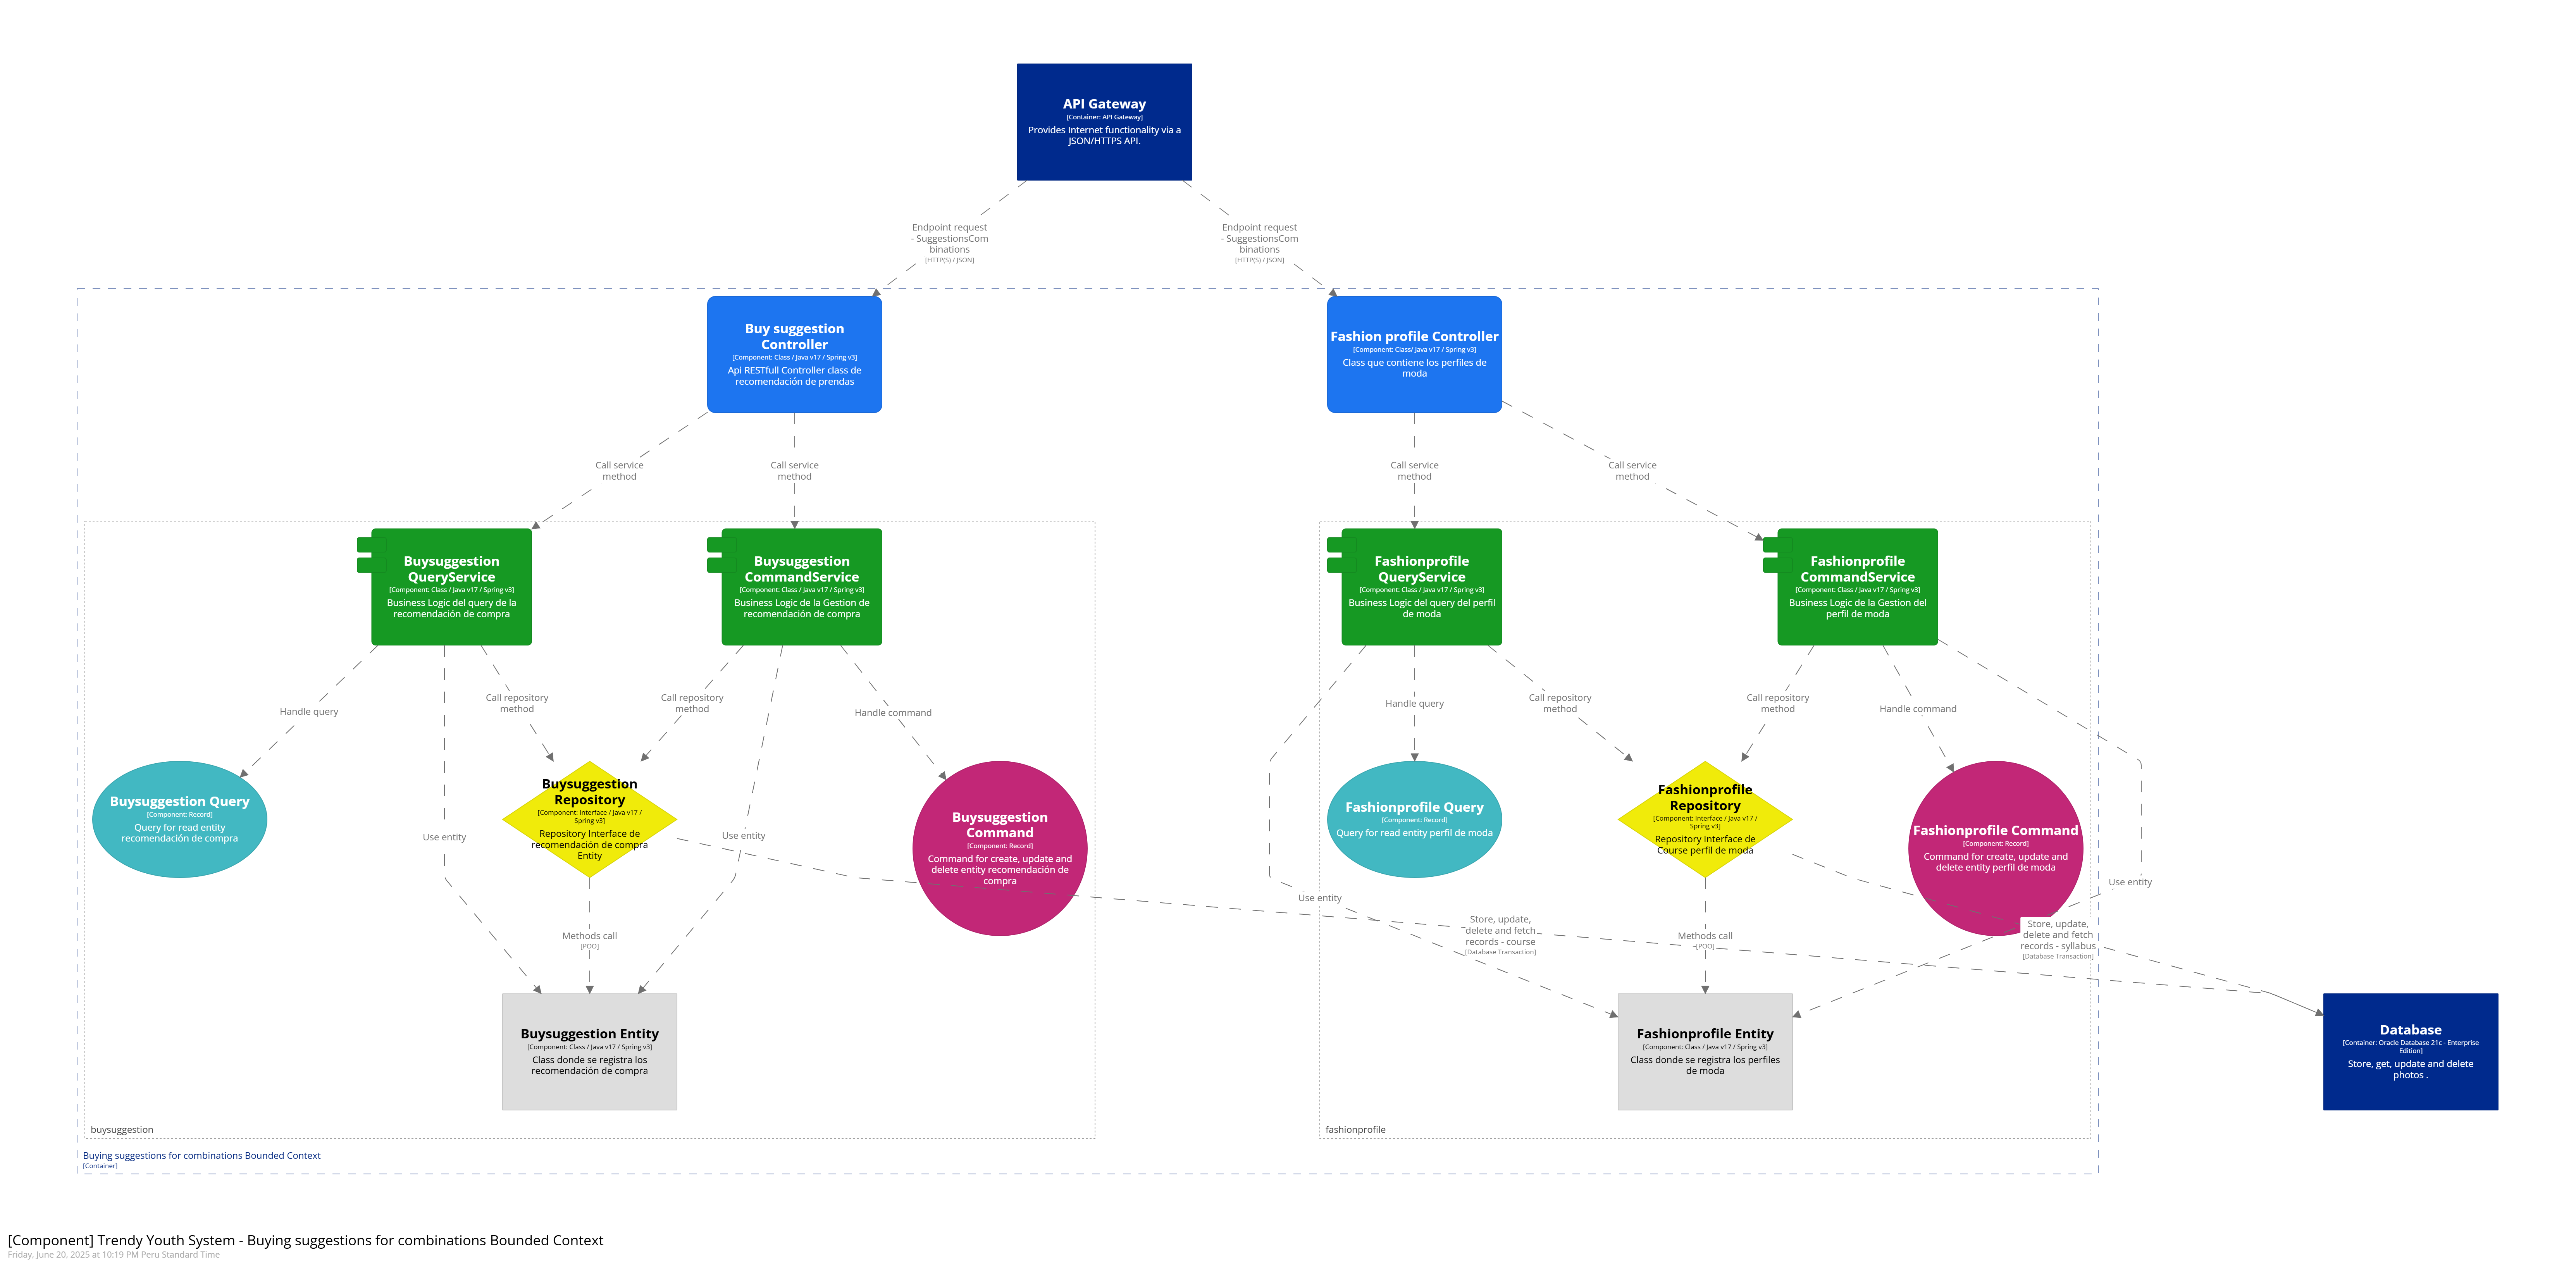 API Gateway
[Container: API Gateway]
Provides Internet functionality via a
JSON/HTTPS API.
Endpoint request
- SuggestionsCom
binations
[HTTP(S) / JSON]
Endpoint request
- SuggestionsCom
binations
[HTTP(S) / JSON]
Buy suggestion
Controller
[Component: Class / Java v17 / Spring v3]
Api RESTfull Controller class de
recomendación de prendas
Fashion profile Controller
[Component: Class/ Java v17 / Spring v3]
Class que contiene los perfiles de
moda
Call service
method
Call service
method
Call service
method
Call service
method
Buysuggestion
QueryService
[Component: Class / Java v17 / Spring v3]
Business Logic del query de la
recomendación de compra
Buysuggestion
CommandService
[Component: Class / Java v17 / Spring v3]
Business Logic de la Gestion de
recomendación de compra
Fashionprofile
QueryService
[Component: Class / Java v17 / Spring v3]
Business Logic del query del perfil
de moda
Fashionprofile
CommandService
[Component: Class / Java v17 / Spring v3]
Business Logic de la Gestion del
perfil de moda
Handle query
Call repository
method
Call repository
method
Handle command
Handle query
Call repository
method
Call repository
method
Handle command
Buysuggestion Query
[Component: Record]
Query for read entity
recomendación de compra
Use entity
Buysuggestion
Repository
[Component: Interface / Java v17 /
Spring v3]
Repository Interface de
recomendación de compra
Entity
Use entity
Buysuggestion
Command
[Component: Record]
Command for create, update and
delete entity recomendación de
compra
Fashionprofile Query
[Component: Record]
Query for read entity perfil de moda
Fashionprofile
Repository
[Component: Interface / Java v17 /
Spring v3]
Repository Interface de
Course perfil de moda
Fashionprofile Command
[Component: Record]
Command for create, update and
delete entity perfil de moda
Use entity
Use entity
Methods call
[POO]
Store, update,
delete and fetch
records - course
[Database Transaction]
Methods call
[POO]
Store, update,
delete and fetch
records - syllabus
[Database Transaction]
Buysuggestion Entity
[Component: Class / Java v17 / Spring v3]
Class donde se registra los
recomendación de compra
Fashionprofile Entity
[Component: Class / Java v17 / Spring v3]
Class donde se registra los perfiles
de moda
Database
[Container: Oracle Database 21c - Enterprise
Edition]
Store, get, update and delete
photos .
buysuggestion
fashionprofile
Buying suggestions for combinations Bounded Context
[Container]
[Component] Trendy Youth System - Buying suggestions for combinations Bounded Context
Friday, June 20, 2025 at 10:19 PM Peru Standard Time